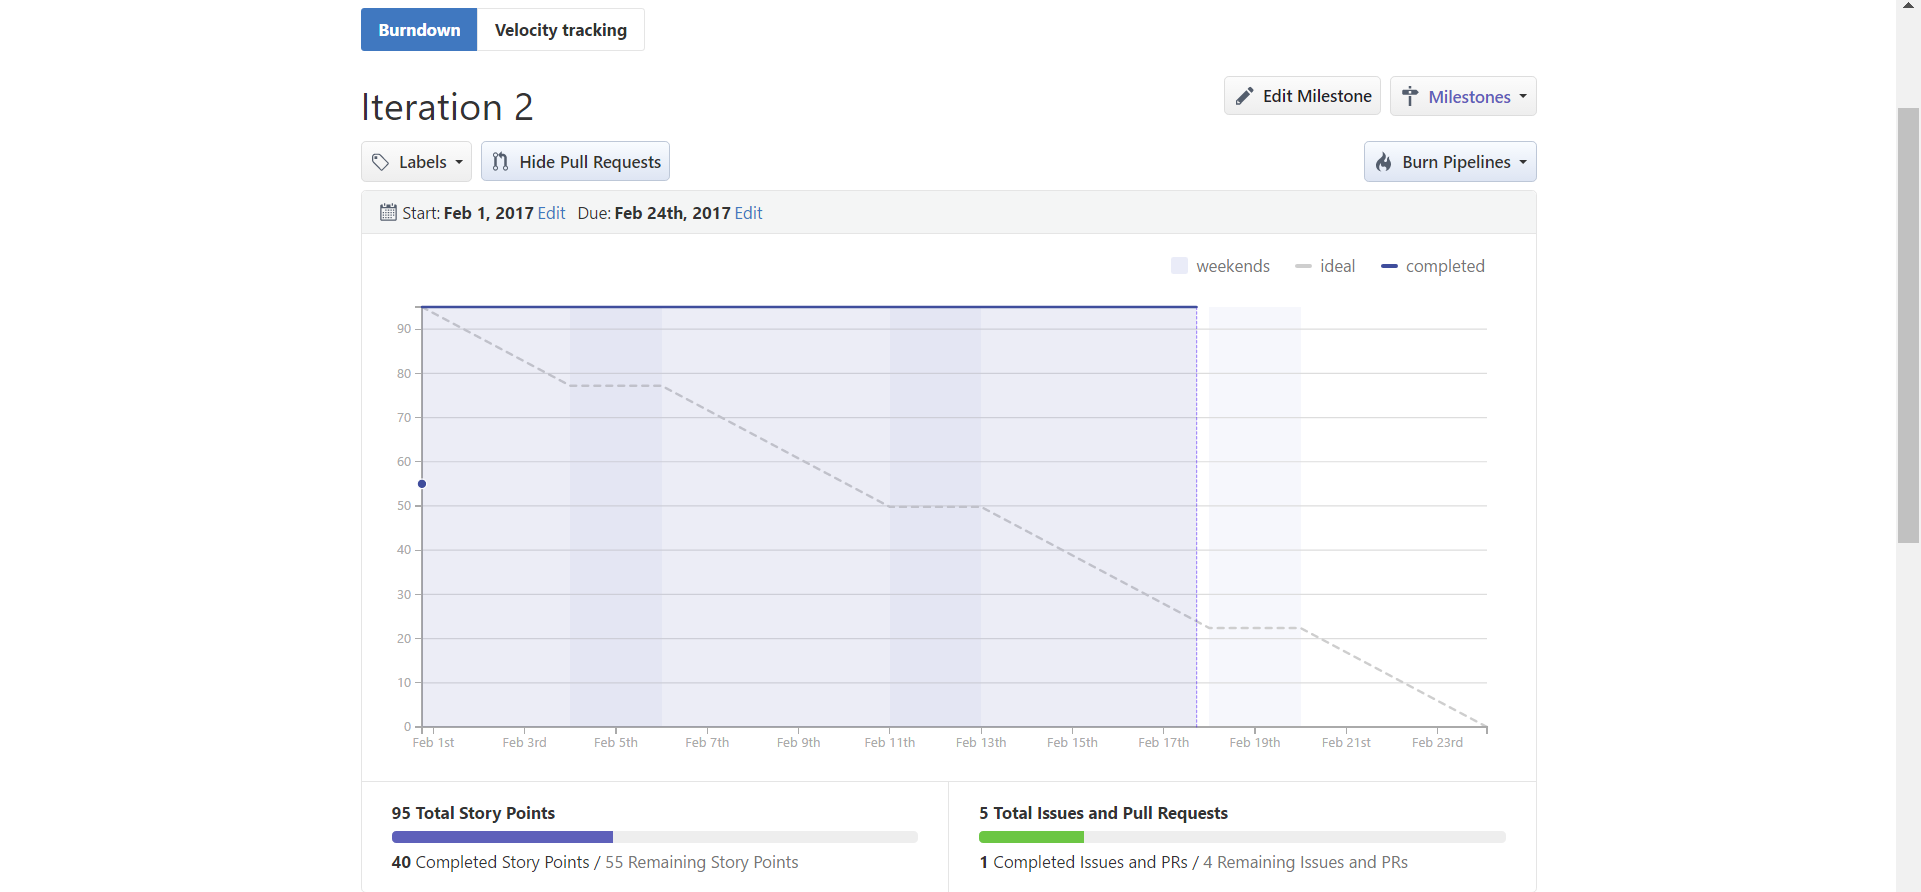 Burndown Velocity tracking
Iteration 2
Edit Milestone Milestones
Labels Hide Pull Requests Burn Pipelines
Start: Feb 1, 2017 Edit Due: Feb 24th, 2017 Edit
weekends ideal completed
90
80
70
60
50
40
30
20
10
0
Feb 1st Feb 3rd Feb 5th Feb 7th Feb 9th Feb 11th Feb 13th Feb 15th Feb 17th Feb 19th Feb 21st Feb 23rd
95 Total Story Points
40 Completed Story Points / 55 Remaining Story Points
5 Total Issues and Pull Requests
1 Completed Issues and PRs / 4 Remaining Issues and PRs